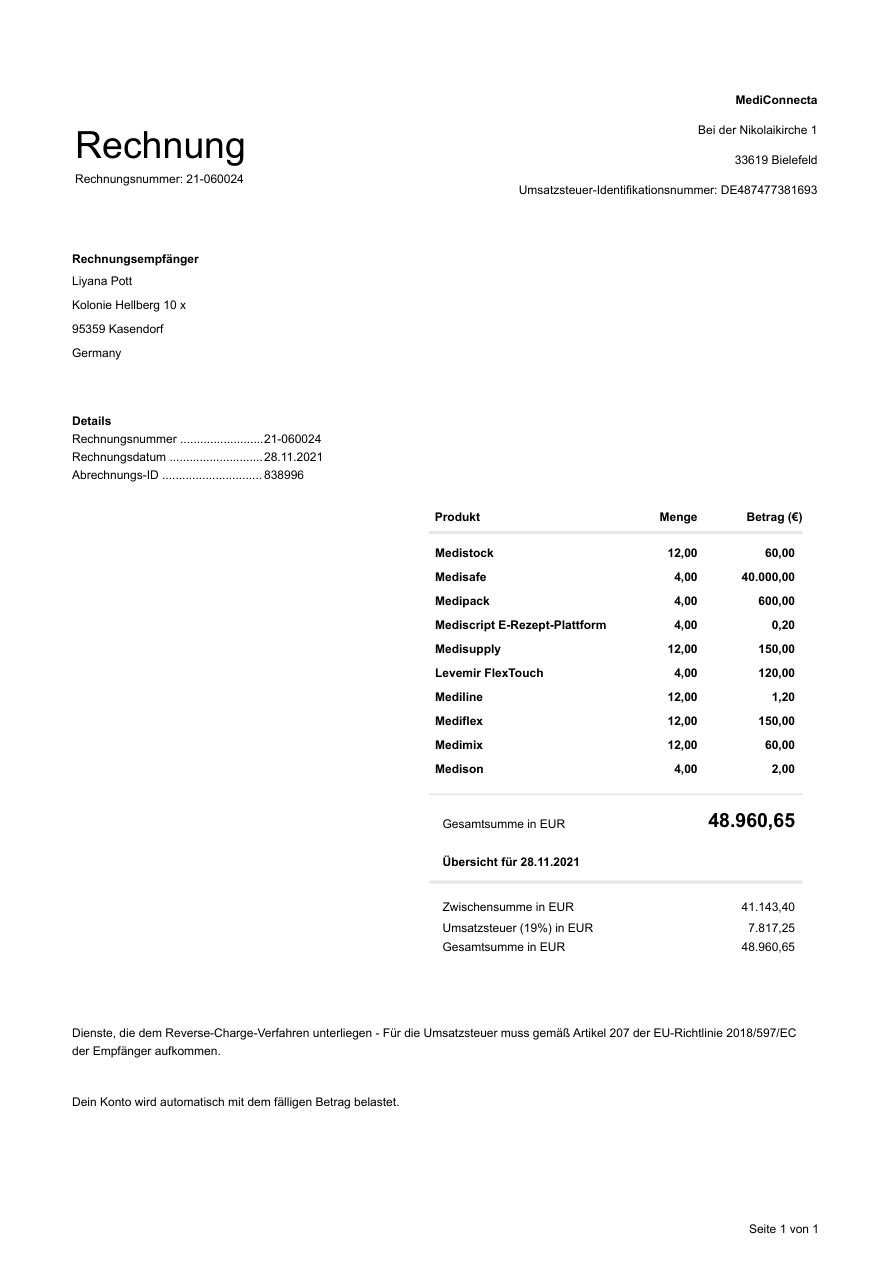 MediConnecta
Bei der Nikolaikirche 1
33619 Bielefeld
Umsatzsteuer-Identifikationsnummer: DE487477381693
Rechnung
Rechnungsnummer: 21-060024
Rechnungsempfänger
Liyana Pott
Kolonie Hellberg 10 x
95359 Kasendorf
Germany
Details
Rechnungsnummer .........................21-060024
Rechnungsdatum ............................28.11.2021
Abrechnungs-ID ..............................838996
Produkt Menge Betrag (€)
Medistock 12,00 60,00
Medisafe 4,00 40.000,00
Medipack 4,00 600,00
Mediscript E-Rezept-Plattform 4,00 0,20
Medisupply 12,00 150,00
Levemir FlexTouch 4,00 120,00
Mediline 12,00 1,20
Mediflex 12,00 150,00
Medimix 12,00 60,00
Medison 4,00 2,00
Gesamtsumme in EUR 48.960,65
Übersicht für 28.11.2021
Zwischensumme in EUR 41.143,40
Umsatzsteuer (19%) in EUR 7.817,25
Gesamtsumme in EUR 48.960,65
Dienste, die dem Reverse-Charge-Verfahren unterliegen - Für die Umsatzsteuer muss gemäß Artikel 207 der EU-Richtlinie 2018/597/EC
der Empfänger aufkommen.
Dein Konto wird automatisch mit dem fälligen Betrag belastet.
Seite 1 von 1